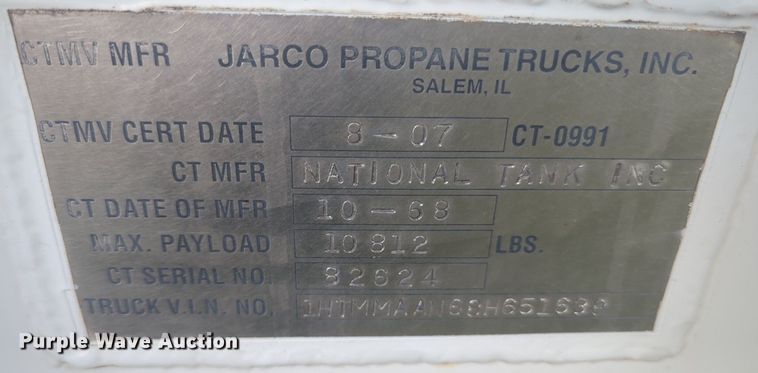 CTMV MFR JARCO PROPANE TRUCKS, INC.
SALEM, IL
CTMV CERT DATE 8-07 CT-0991
CT MFR NATIONAL TANK INC
CT DATE OF MFR 10-68
MAX. PAYLOAD 10812 LBS.
CT SERIAL NO. 82624
TRUCK V.I.N. NO.
Purple Wave Auction